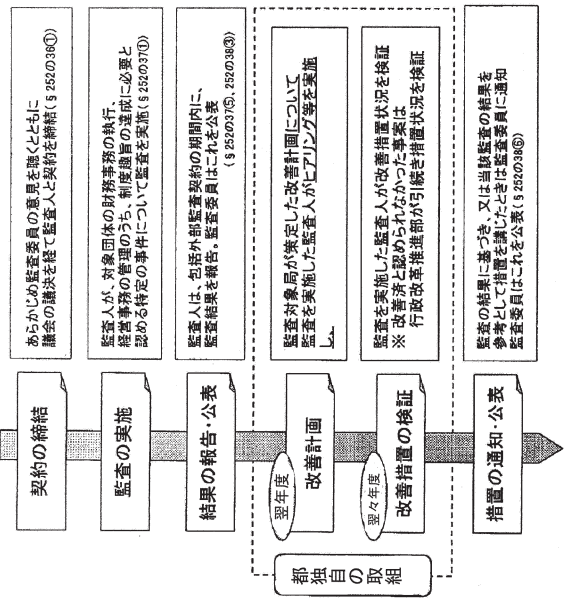 契約の締結
あらかじめ監査委員の意見を聴くとともに
議会の議決を経て監査人と契約を締結(§252の36①)
監査の実施
監査人が、対象団体の財務事務の執行、
経営事務の管理のうち、制度趣旨の達成に必要と
認める特定の事件について監査を実施(§252の37①)
結果の報告・公表
監査人は、包括外部監査契約の期間内に、
監査結果を報告。監査委員はこれを公表
(§252の37⑤、252の38③)
都独自の取組
翌年度
改善計画
監査対象局が策定した改善計画について
監査を実施した監査人がヒアリング等を実施
し、
翌々年度
改善措置の検証
監査を実施した監査人が改善措置状況を検証
※ 改善済と認められなかった事案は
行政改革推進部が引続き措置状況を検証
措置の通知・公表
監査の結果に基づき、又は当該監査の結果を
参考として措置を講じたときは監査委員に通知
監査委員はこれを公表(§252の38⑥)